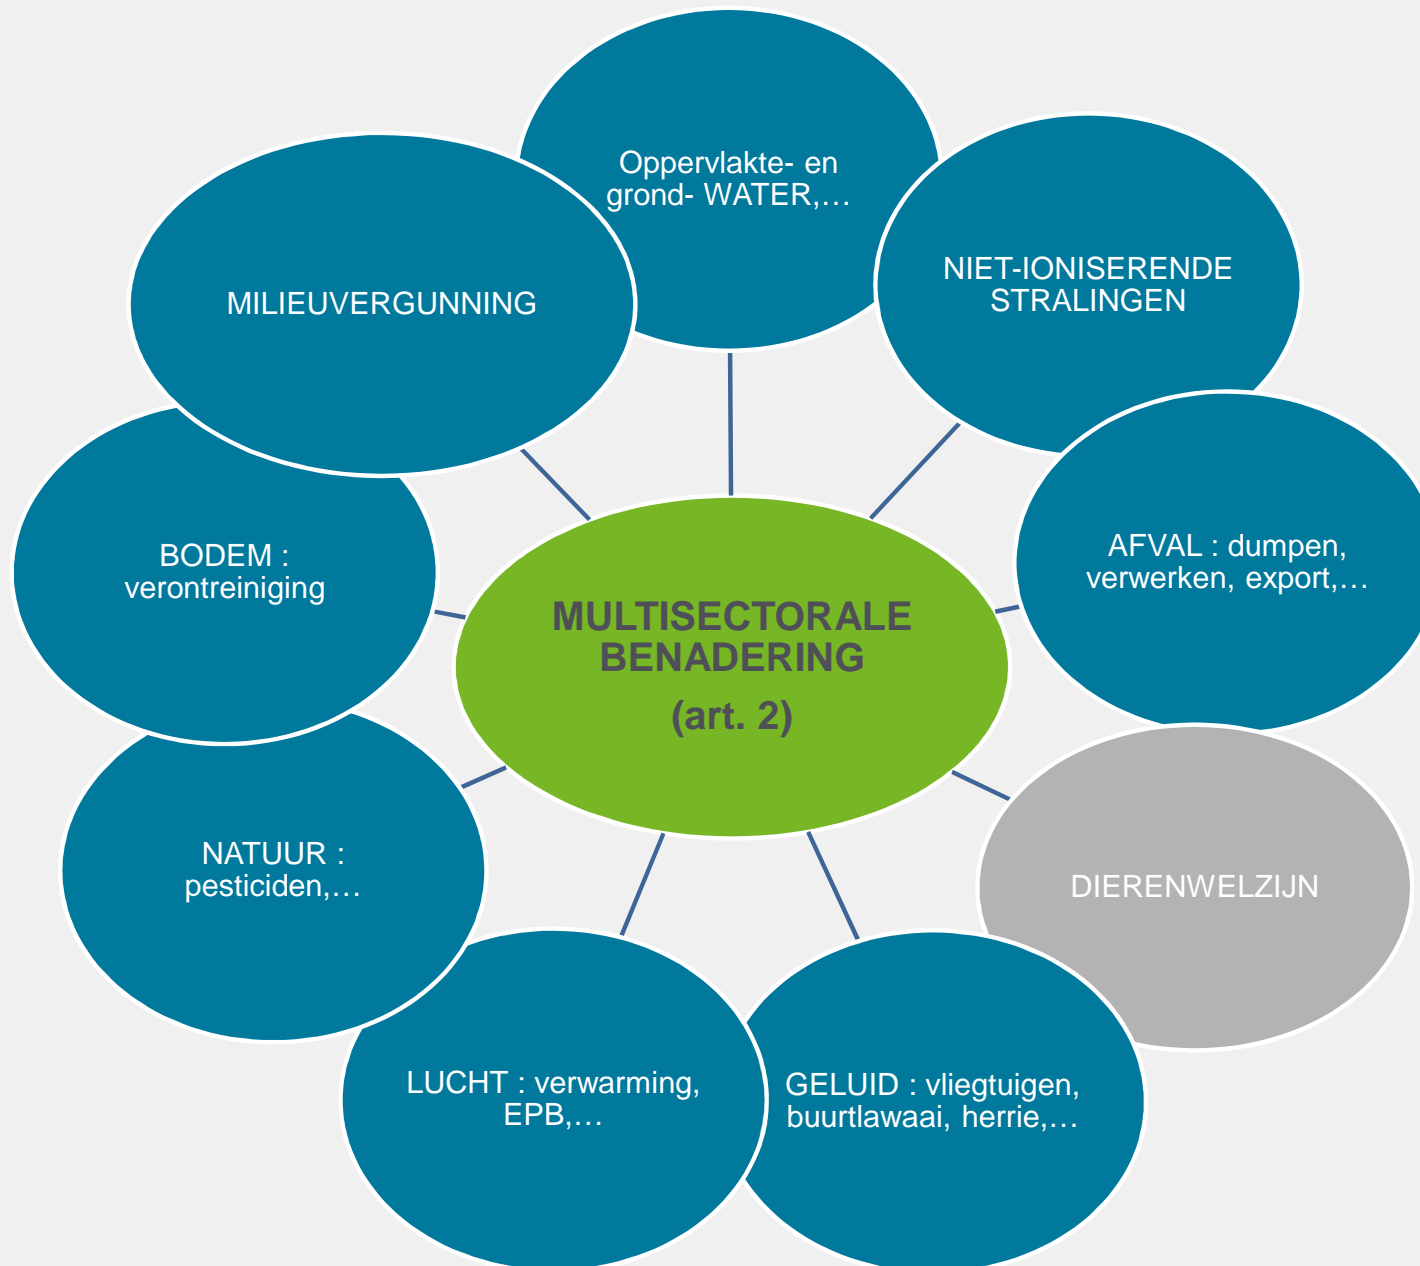 Oppervlakte- en
grond- WATER,…
NIET-IONISERENDE
STRALINGEN
MILIEUVERGUNNING
AFVAL : dumpen,
verwerken, export,…
BODEM :
verontreiniging
MULTISECTORALE
BENADERING
(art. 2)
NATUUR :
pesticiden,…
DIERENWELZIJN
LUCHT : verwarming,
EPB,…
GELUID : vliegtuigen,
buurtlawaai, herrie,…